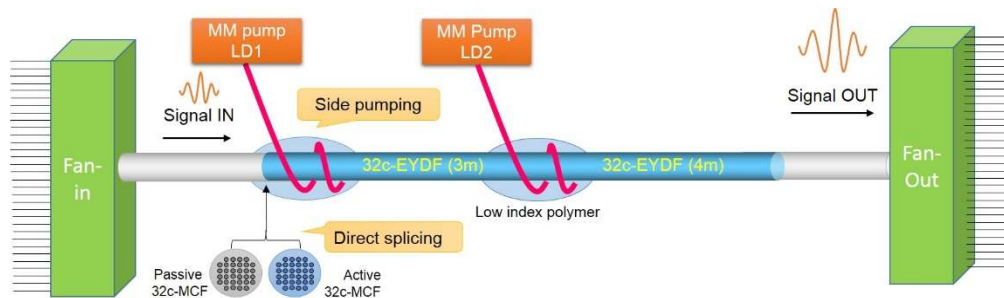 MM pump
LD1
MM Pump
LD2
Signal IN
Side pumping
Signal OUT
Fan-
in
32c-EYDF (3m)
32c-EYDF (4m)
Fan-
Out
Low index polymer
Direct splicing
Passive
32c-MCF
Active
32c-MCF